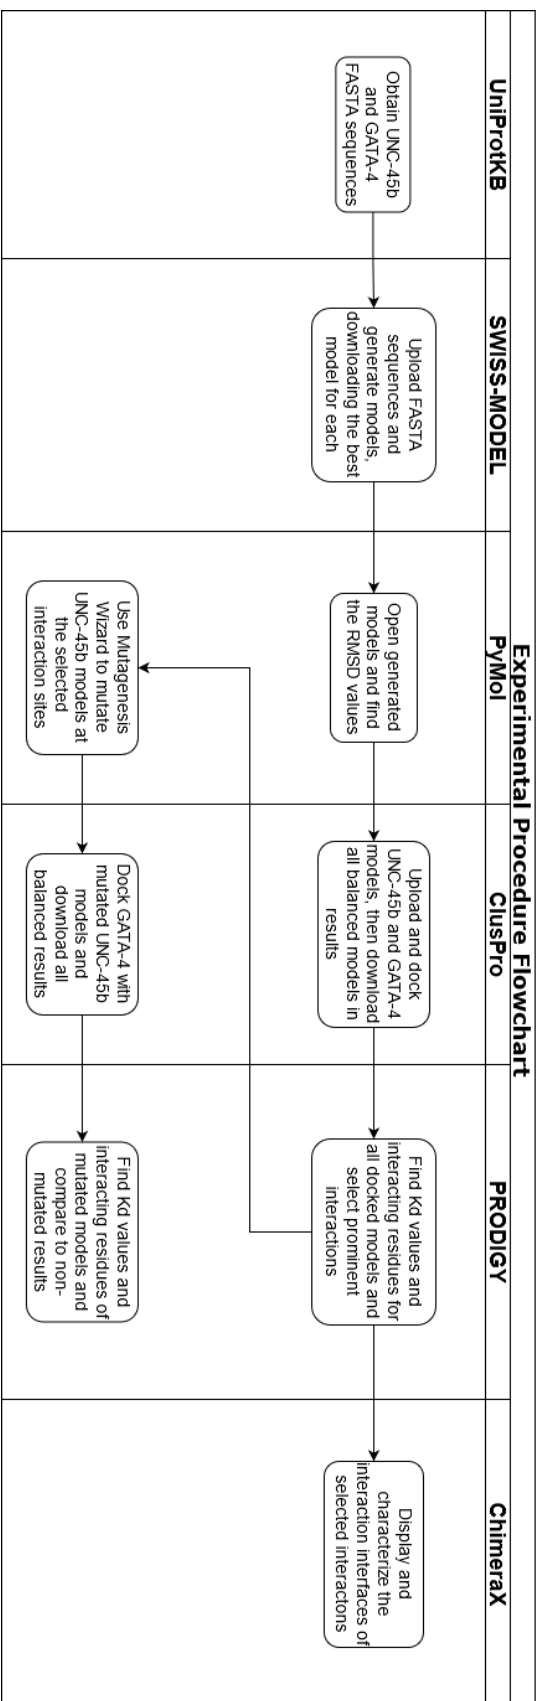 Experimental Procedure Flowchart
UniProtKB
SWISS-MODEL
PyMol
ClusPro
PRODIGY
ChimeraX
Obtain UNC-45b
and GATA-4
FASTA sequences
Upload FASTA
sequences and
generate models,
downloading the best
model for each
Open generated
models and find
the RMSD values
Upload and dock
UNC-45b and GATA-4
models, then download
all balanced models in
results
Find Kd values and
interacting residues for
all docked models and
select prominent
interactions
Display and
characterize the
interaction interfaces of
selected interactons
Use Mutagenesis
Wizard to mutate
UNC-45b models at
the selected
interaction sites
Dock GATA-4 with
mutated UNC-45b
models and
download all
balanced results
Find Kd values and
interacting residues of
mutated models and
compare to non-
mutated results